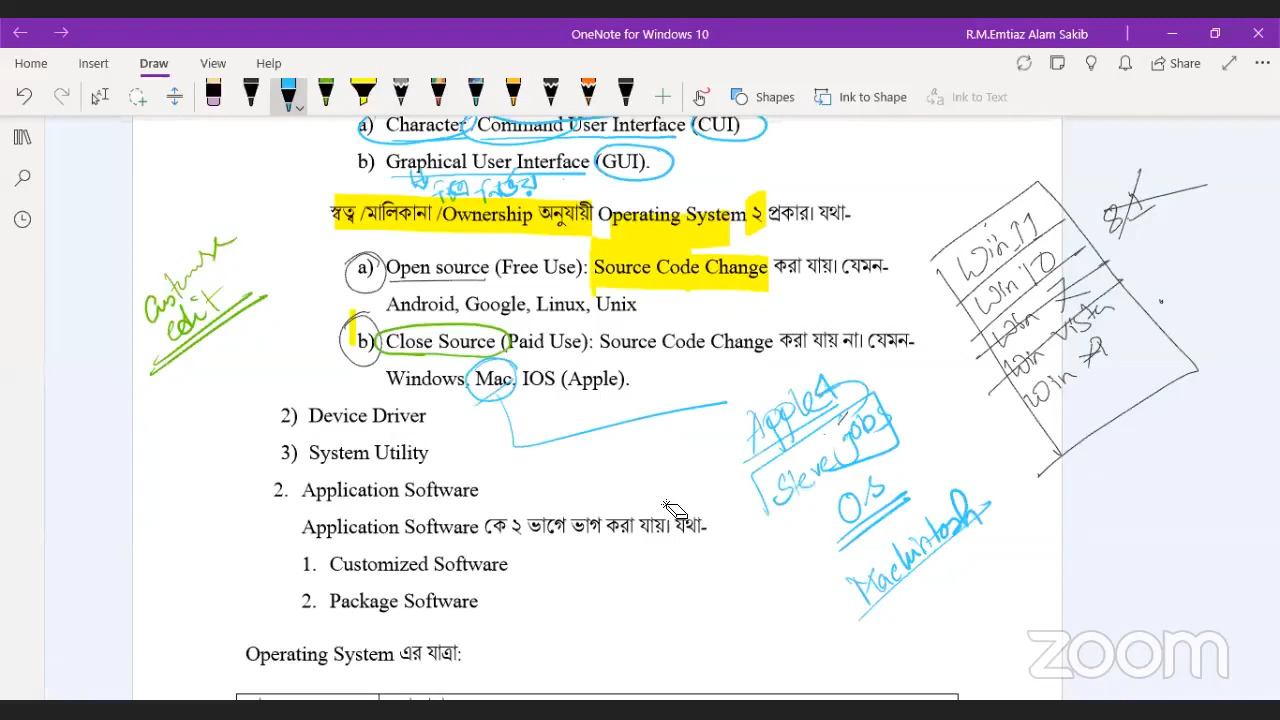 OneNote for Windows 10
R.M.Emtiaz Alam Sakib
Home Insert Draw View Help
Share
Shapes Ink to Shape Ink to Text
a) Character /Command User Interface (CUI)
b) Graphical User Interface (GUI).
চিত্র নির্ভর
স্বত্ব /মালিকানা /Ownership অনুযায়ী Operating System ২ প্রকার। যথা-
a) Open source (Free Use): Source Code Change করা যায়। যেমন-
Android, Google, Linux, Unix
b) Close Source (Paid Use): Source Code Change করা যায় না। যেমন-
Windows, Mac, IOS (Apple).
2) Device Driver
3) System Utility
2. Application Software
Application Software কে ২ ভাগে ভাগ করা যায়। যথা-
1. Customized Software
2. Package Software
Operating System এর যাত্রা:
edit
Win 11
Win 10
Win 7
Win Vista
Win
Apple
Steve Jobs
OS
Mackintosh
zoom